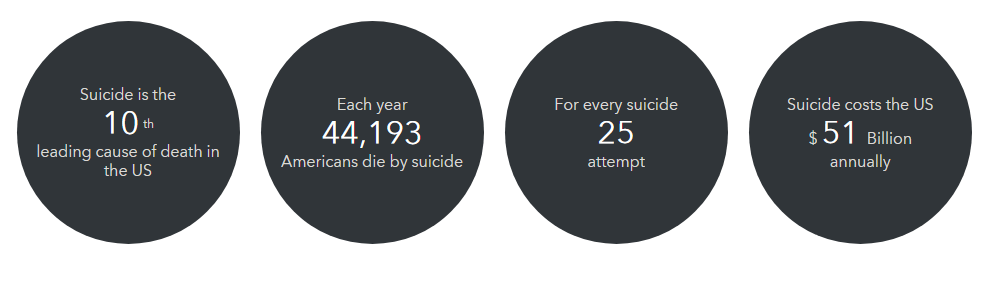 Suicide is the
10 th
leading cause of death in
the US
Each year
44,193
Americans die by suicide
For every suicide
25
attempt
Suicide costs the US
$ 51 Billion
annually